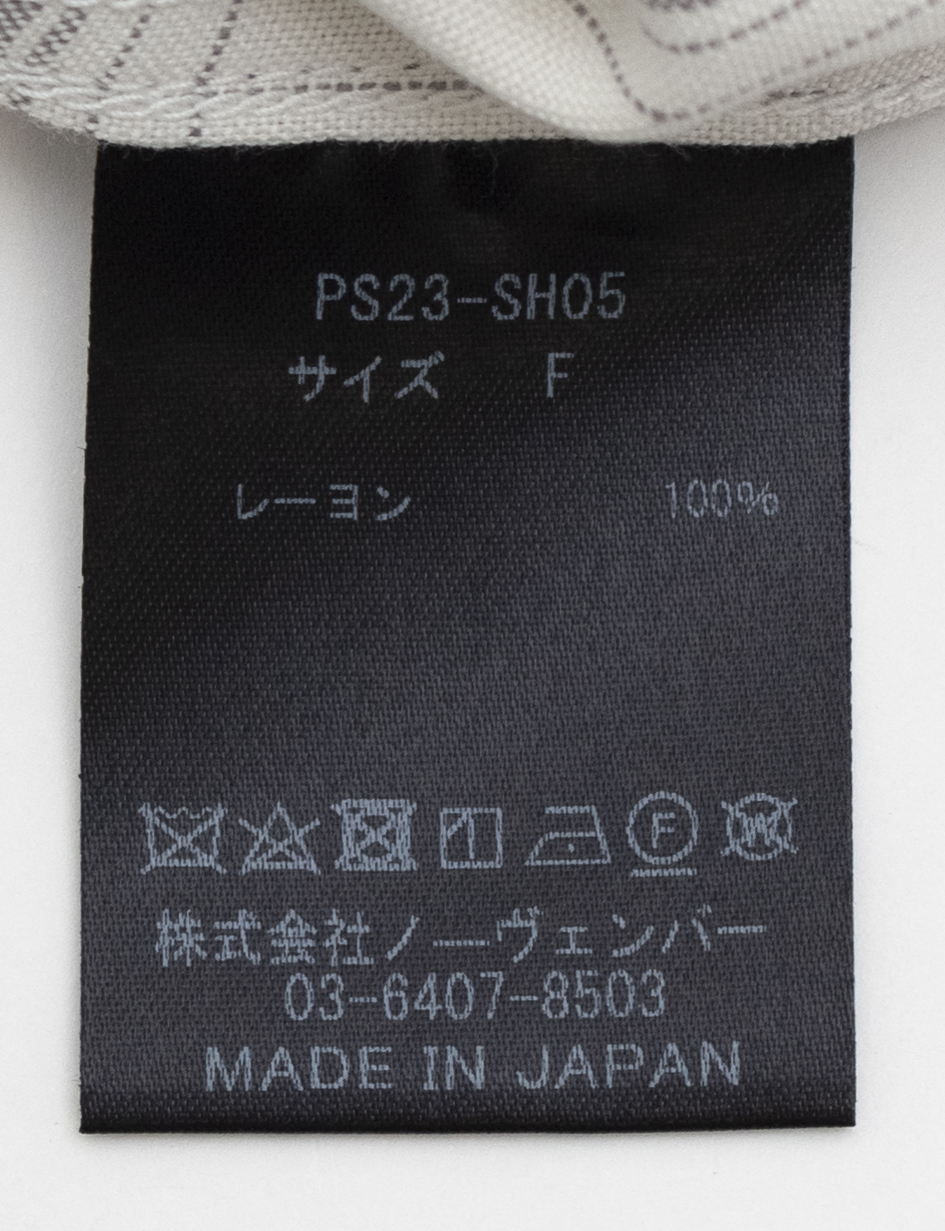 PS23-SH05
サイズ F
レーヨン 100%
F W
株式会社ノーヴェンバー
03-6407-8503
MADE IN JAPAN